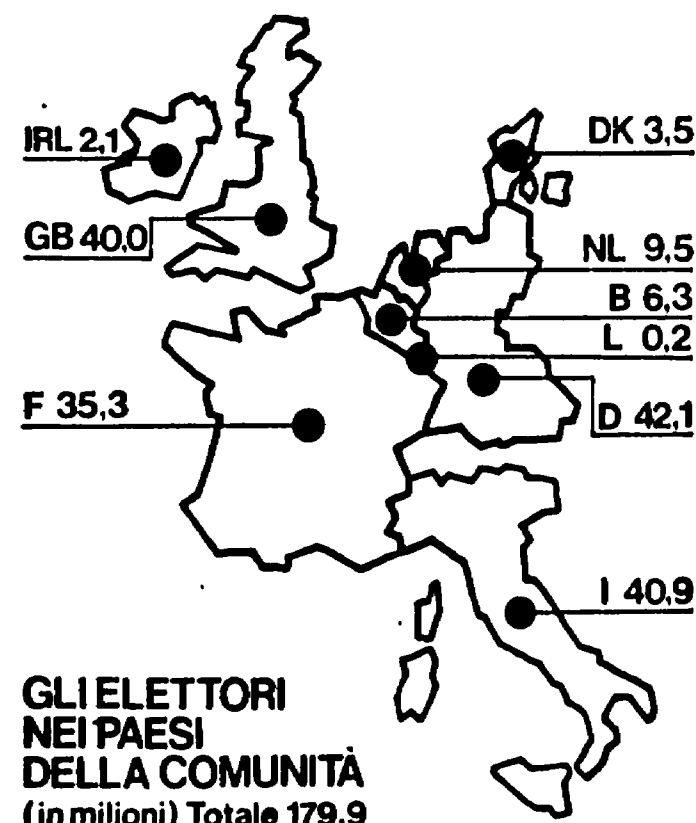 IRL 2,1
DK 3,5
GB 40,0
NL 9,5
B 6,3
L 0,2
F 35,3
D 42,1
I 40,9
GLI ELETTORI
NEI PAESI
DELLA COMUNITÀ
(in milioni) Totale 179,9